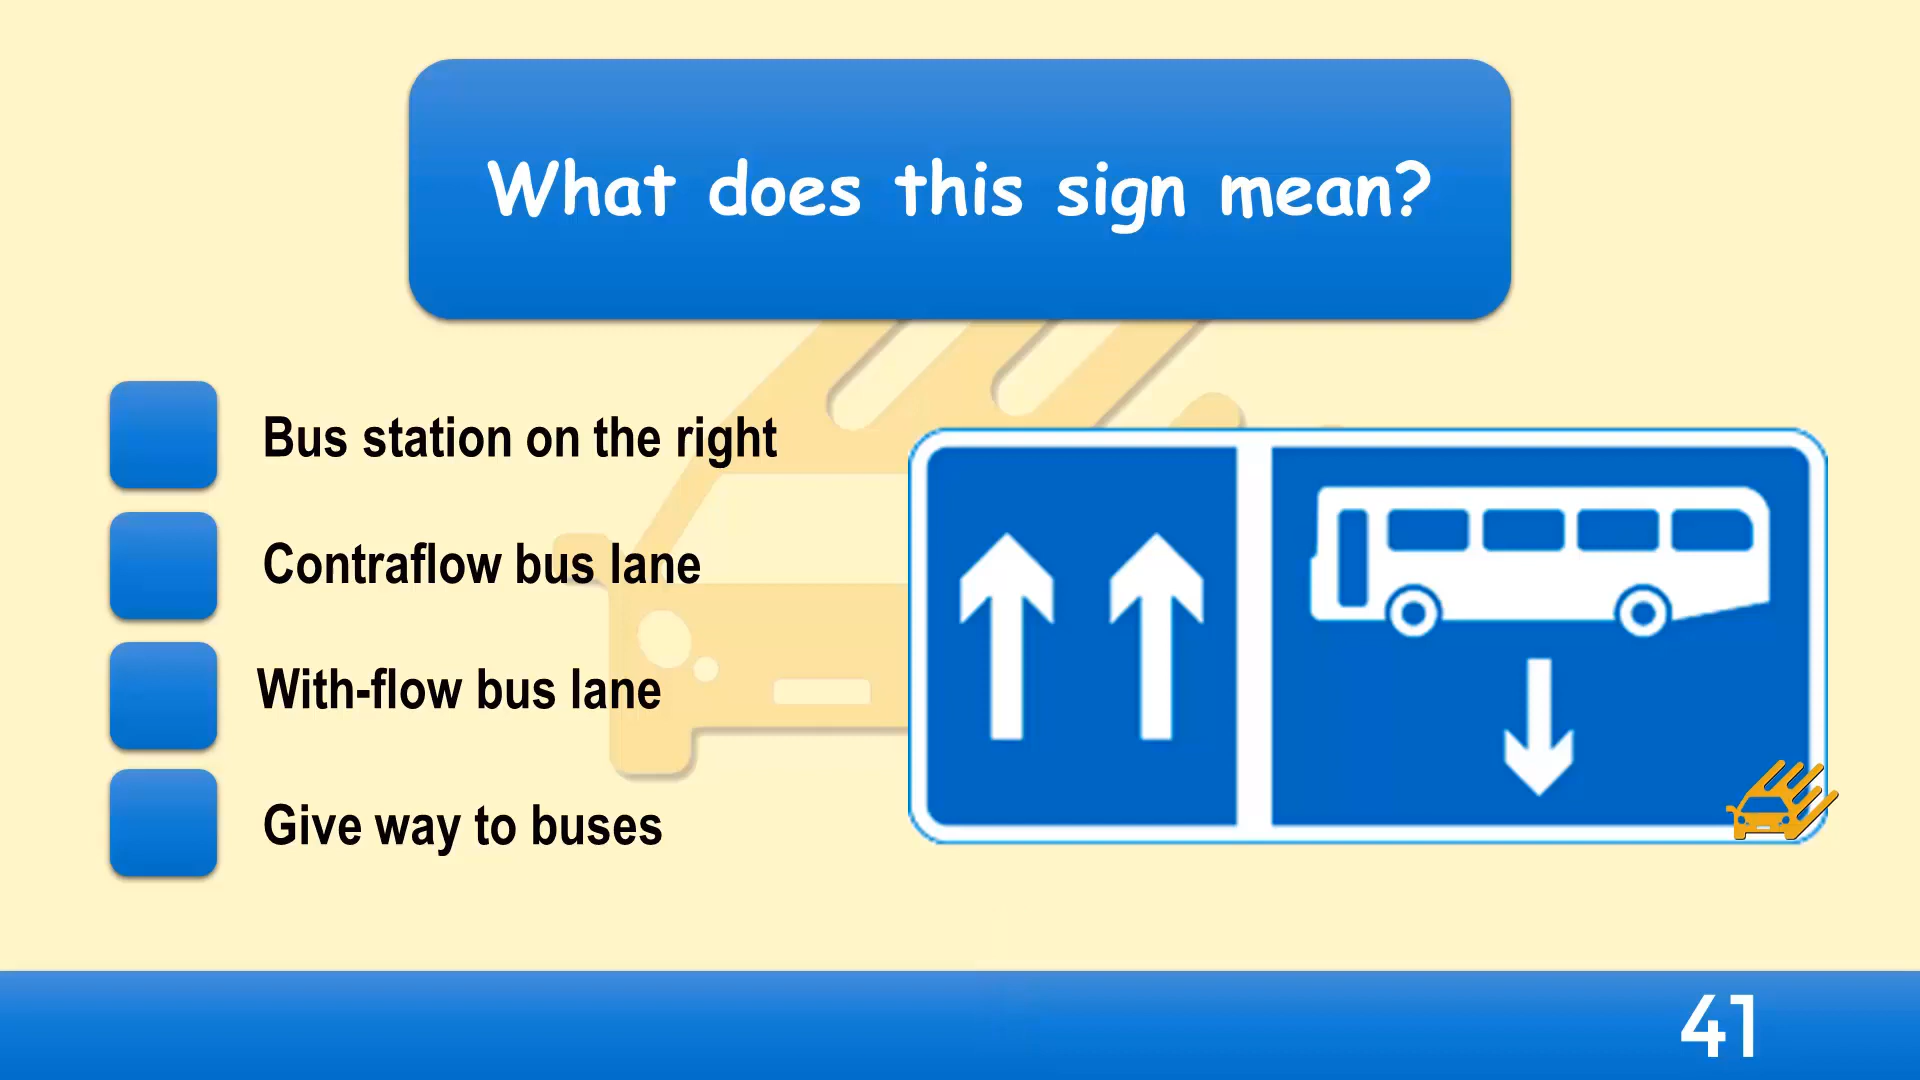 What does this sign mean?
Bus station on the right
Contraflow bus lane
With-flow bus lane
Give way to buses
41